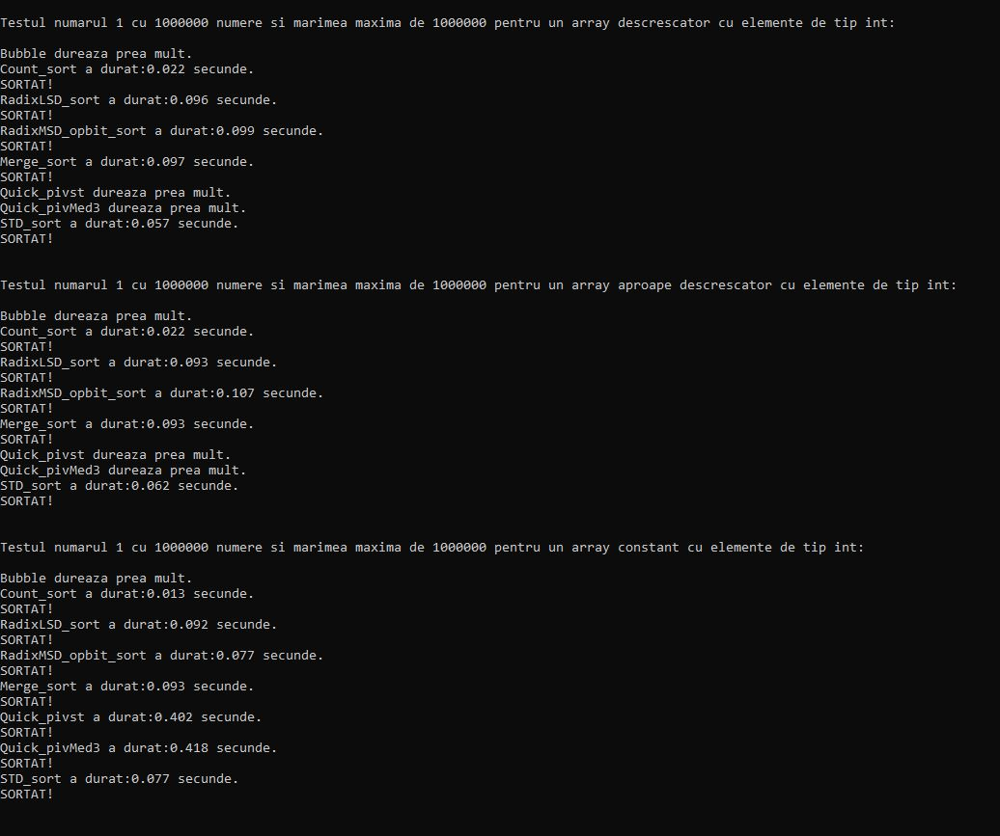 Testul numarul 1 cu 1000000 numere si marimea maxima de 1000000 pentru un array descrescator cu elemente de tip int:
Bubble dureaza prea mult.
Count_sort a durat:0.022 secunde.
SORTAT!
RadixLSD_sort a durat:0.096 secunde.
SORTAT!
RadixMSD_opbit_sort a durat:0.099 secunde.
SORTAT!
Merge_sort a durat:0.097 secunde.
SORTAT!
Quick_pivst dureaza prea mult.
Quick_pivMed3 dureaza prea mult.
STD_sort a durat:0.057 secunde.
SORTAT!
Testul numarul 1 cu 1000000 numere si marimea maxima de 1000000 pentru un array aproape descrescator cu elemente de tip int:
Bubble dureaza prea mult.
Count_sort a durat:0.022 secunde.
SORTAT!
RadixLSD_sort a durat:0.093 secunde.
SORTAT!
RadixMSD_opbit_sort a durat:0.107 secunde.
SORTAT!
Merge_sort a durat:0.093 secunde.
SORTAT!
Quick_pivst dureaza prea mult.
Quick_pivMed3 dureaza prea mult.
STD_sort a durat:0.062 secunde.
SORTAT!
Testul numarul 1 cu 1000000 numere si marimea maxima de 1000000 pentru un array constant cu elemente de tip int:
Bubble dureaza prea mult.
Count_sort a durat:0.013 secunde.
SORTAT!
RadixLSD_sort a durat:0.092 secunde.
SORTAT!
RadixMSD_opbit_sort a durat:0.077 secunde.
SORTAT!
Merge_sort a durat:0.093 secunde.
SORTAT!
Quick_pivst a durat:0.402 secunde.
SORTAT!
Quick_pivMed3 a durat:0.418 secunde.
SORTAT!
STD_sort a durat:0.077 secunde.
SORTAT!